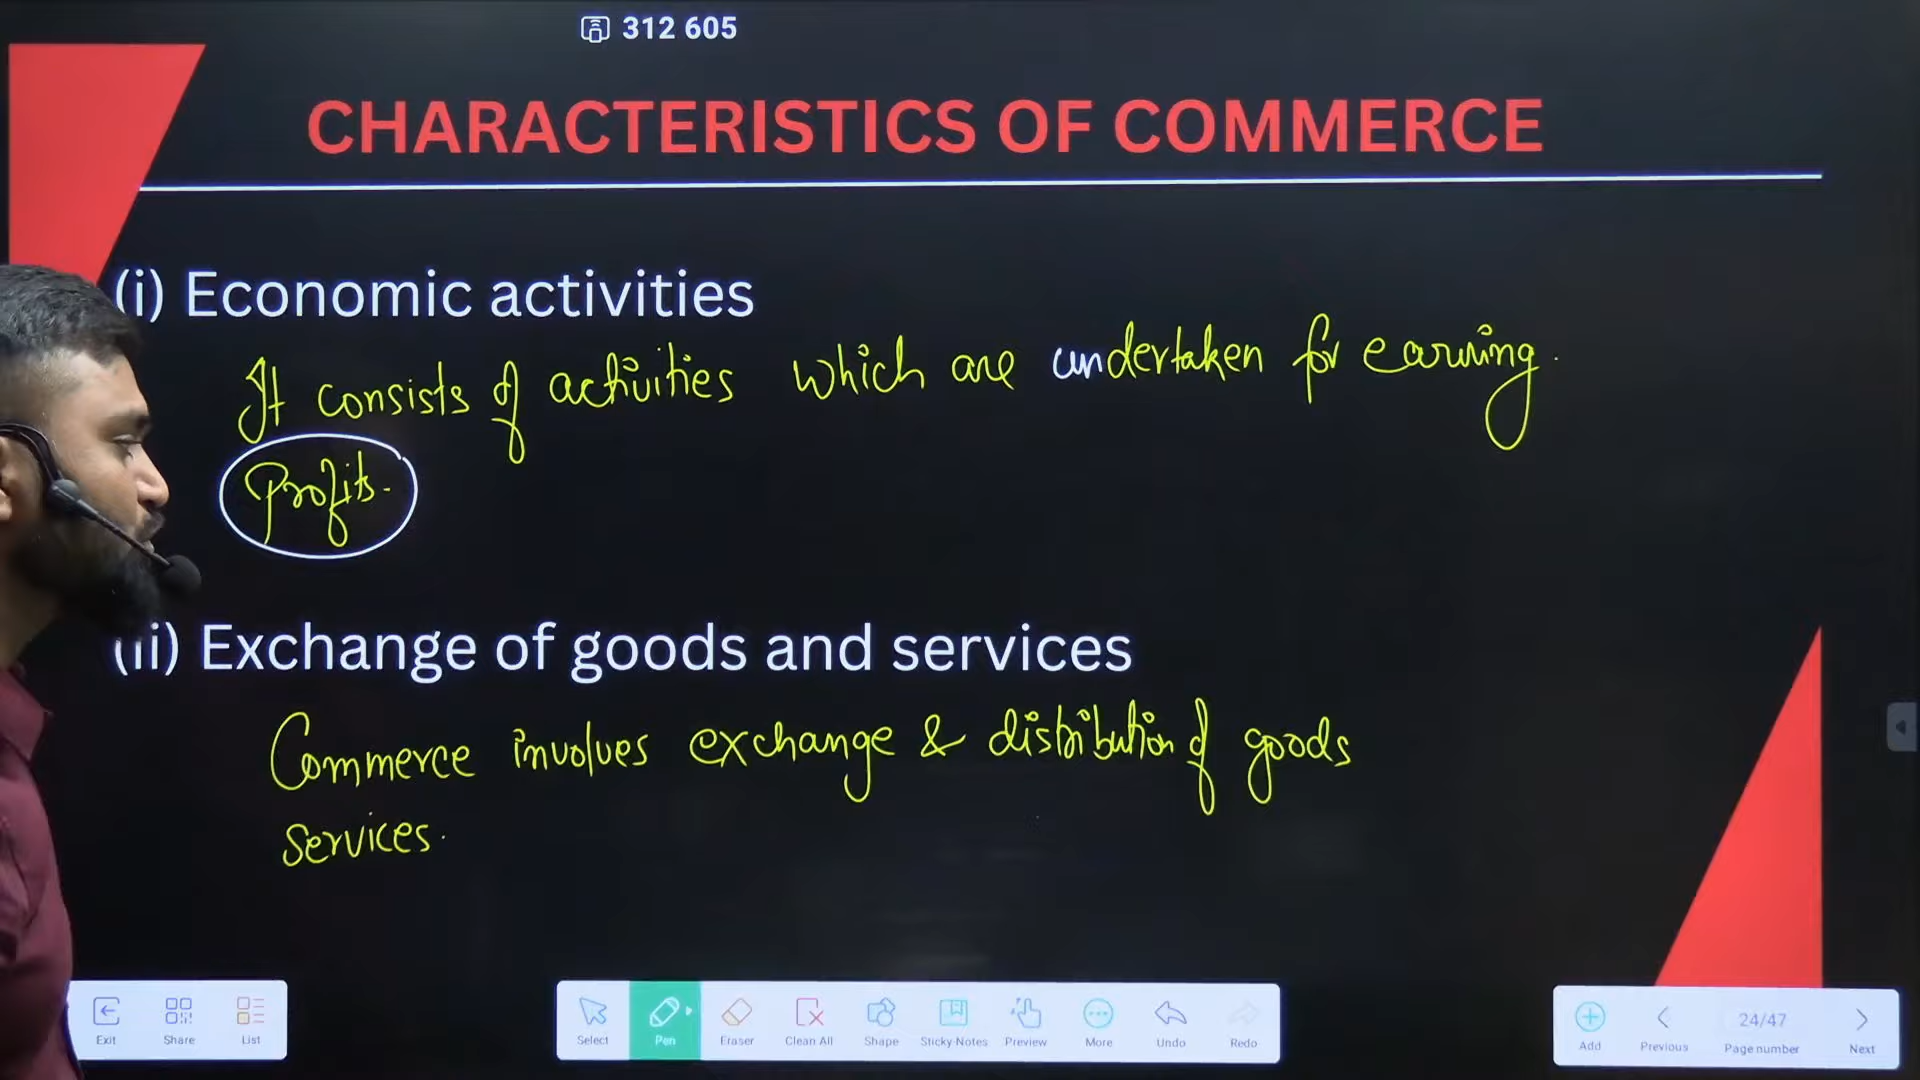 312 605
CHARACTERISTICS OF COMMERCE
(i) Economic activities
It consists of activities which are undertaken for earning
Profits.
(ii) Exchange of goods and services
Commerce involves exchange & distribution of goods
services.
Exit Share List
Select Pen Eraser Clean All Shape Sticky Notes Preview More Undo Redo
24/47
Add Previous Page number Next